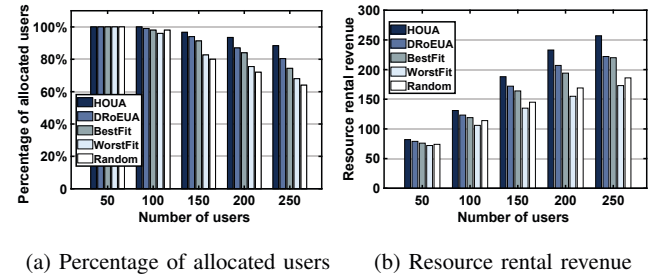 Percentage of allocated users
100%
80%
60%
40%
20%
0
HOUA
DRoEUA
BestFit
WorstFit
Random
50 100 150 200 250
Number of users
(a) Percentage of allocated users
Resource rental revenue
300
250
200
150
100
50
0
HOUA
DRoEUA
BestFit
WorstFit
Random
50 100 150 200 250
Number of users
(b) Resource rental revenue